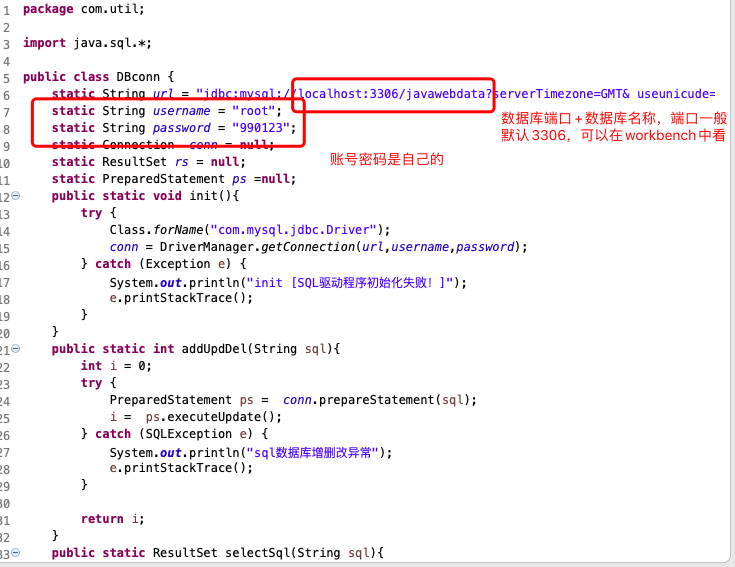 1 package com.util;
2
3 import java.sql.*;
4
5 public class DBconn {
6 static String url = "jdbc:mysql://localhost:3306/javawebdata?serverTimezone=GMT& useunicude=
7 static String username = "root";
8 static String password = "990123";
9 static Connection conn = null;
10 static ResultSet rs = null;
11 static PreparedStatement ps =null;
12 public static void init(){
13 try {
14 Class.forName("com.mysql.jdbc.Driver");
15 conn = DriverManager.getConnection(url,username,password);
16 } catch (Exception e) {
17 System.out.println("init [SQL驱动程序初始化失败！]");
18 e.printStackTrace();
19 }
20 }
21 public static int addUpdDel(String sql){
22 int i = 0;
23 try {
24 PreparedStatement ps = conn.prepareStatement(sql);
25 i = ps.executeUpdate();
26 } catch (SQLException e) {
27 System.out.println("sql数据库增删改异常");
28 e.printStackTrace();
29 }
30
31 return i;
32 }
33 public static ResultSet selectSql(String sql){
数据库端口+数据库名称，端口一般
默认3306，可以在workbench中看
账号密码是自己的